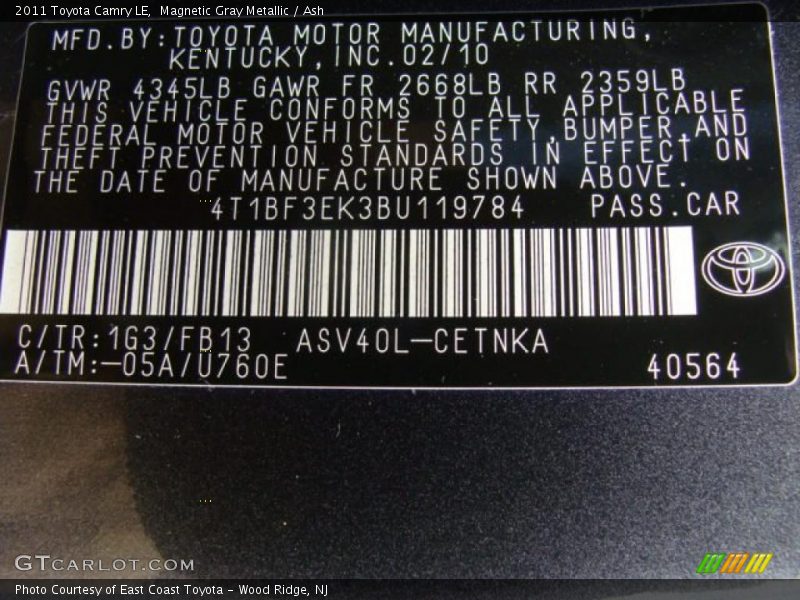 2011 Toyota Camry LE, Magnetic Gray Metallic / Ash
MFD.BY:TOYOTA MOTOR MANUFACTURING,
KENTUCKY,INC.02/10
GVWR 4345LB GAWR FR 2668LB RR 2359LB
THIS VEHICLE CONFORMS TO ALL APPLICABLE
FEDERAL MOTOR VEHICLE SAFETY,BUMPER,AND
THEFT PREVENTION STANDARDS IN EFFECT ON
THE DATE OF MANUFACTURE SHOWN ABOVE.
4T1BF3EK3BU119784 PASS.CAR
C/TR:1G3/FB13 ASV40L-CETNKA
A/TM:-05A/U760E 40564
GTCARLOT.COM
Photo Courtesy of East Coast Toyota - Wood Ridge, NJ